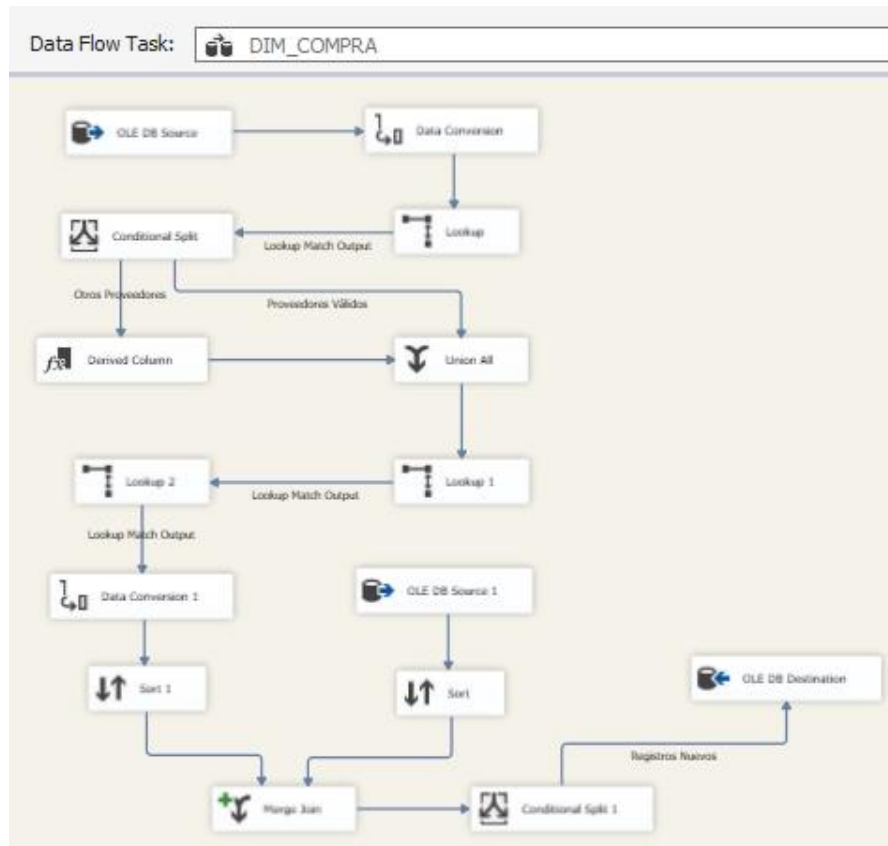 Data Flow Task: DIM_COMPRA
OLE DB Source
Data Conversion
Conditional Split
Lookup Match Output
Lookup
Otros Proveedores
Proveedores Válidos
Derived Column
Union All
Lookup 2
Lookup Match Output
Lookup 1
Lookup Match Output
Data Conversion 1
OLE DB Source 1
Sort 1
Sort
OLE DB Destination
Registros Nuevos
Merge Join
Conditional Split 1